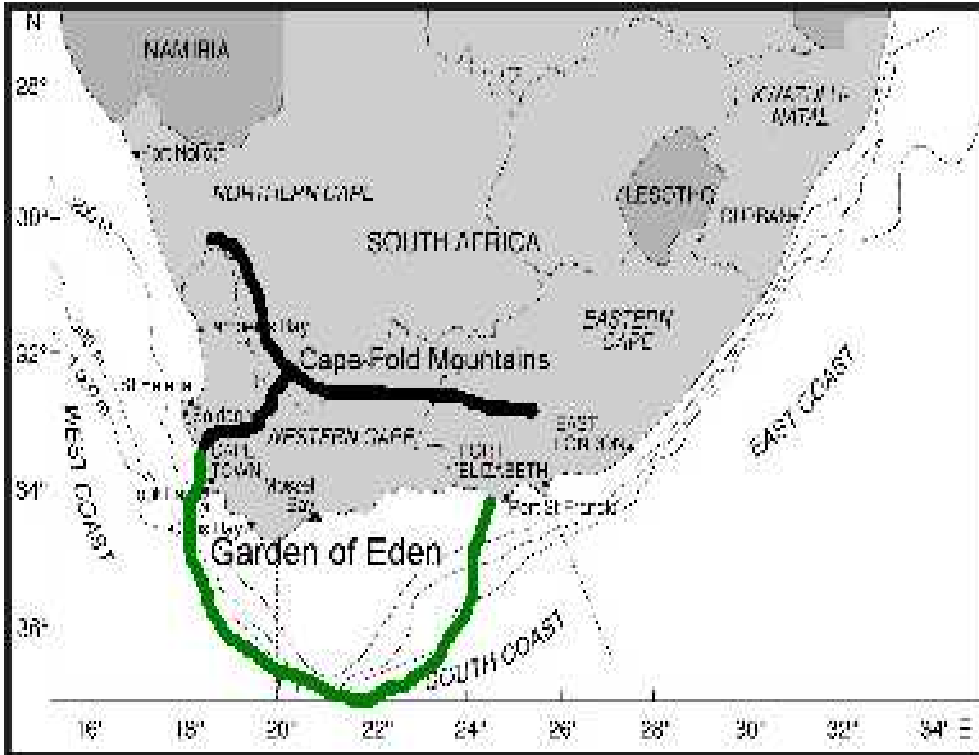 N
NAMIBIA
28°
NATAL
NORTHERN CAPE
LESOTHO
30°
SOUTH AFRICA
EASTERN
CAPE
32°
Cape-Fold Mountains
EAST COAST
WEST COAST
WESTERN CAPE
EAST
LONDON
CAPE
TOWN
PORT
ELIZABETH
34°
Mossel
Bay
Port St Francis
Garden of Eden
36°
SOUTH COAST
16° 18° 20° 22° 24° 26° 28° 30° 32° 34° E